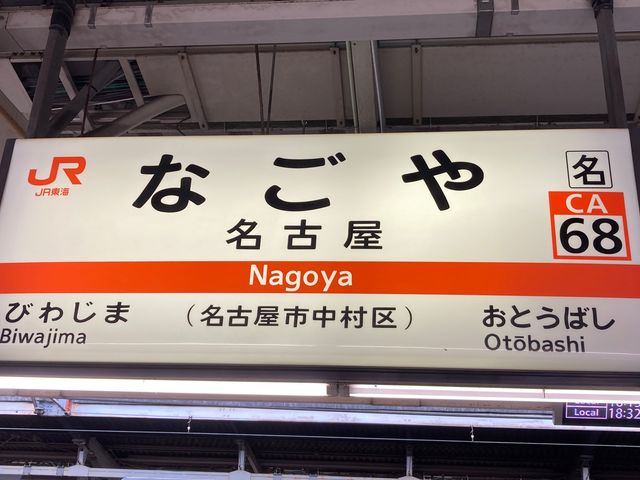 JR
JR東海
なごや
名古屋
名
CA
68
Nagoya
びわじま
Biwajima
(名古屋市中村区)
おとうばし
Otōbashi
Local 18:32